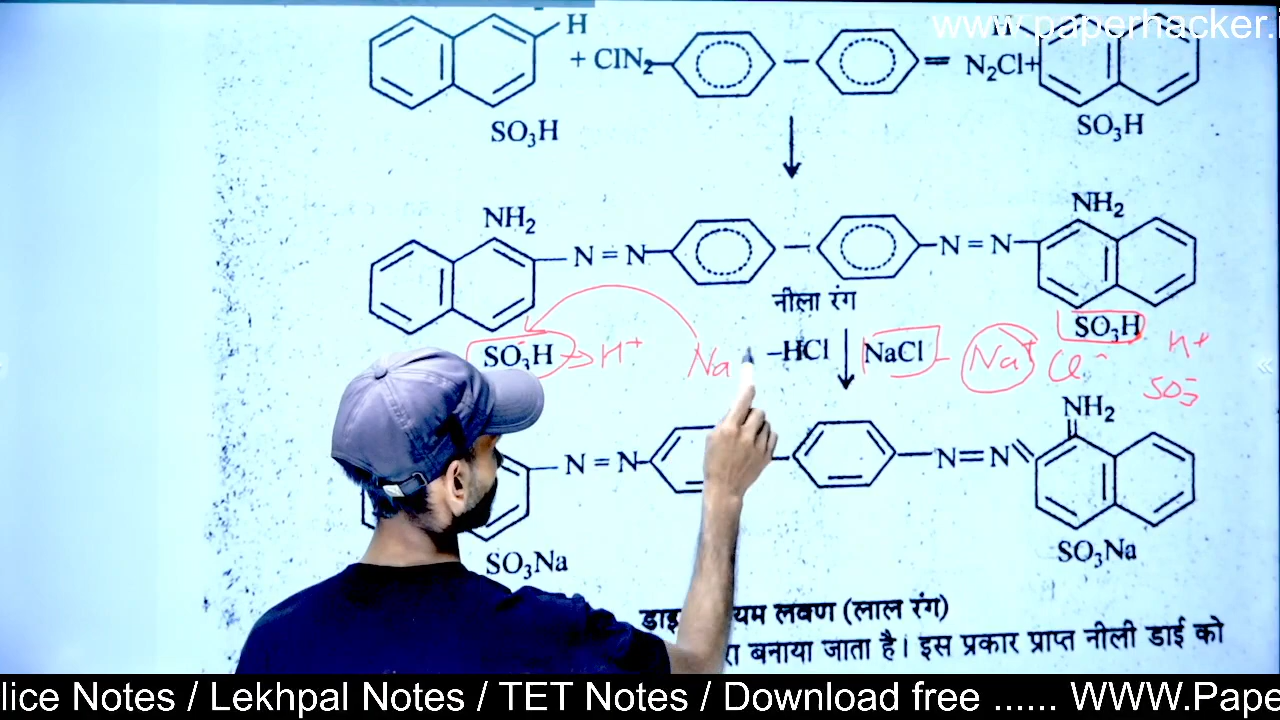 www.paperhacker.i
H
+ ClN₂ = N₂Cl+
SO₃H SO₃H
NH₂ NH₂
N = N N = N
नीला रंग
SO₃H SO₃H
→ H⁺ Na –HCl NaCl – Na⁺ Cl⁻ H⁺
SO₃⁻
NH₂
N = N N = N
SO₃Na SO₃Na
लवण (लाल रंग)
बनाया जाता है। इस प्रकार प्राप्त नीली डाई को
lice Notes / Lekhpal Notes / TET Notes / Download free ...... WWW.Pape